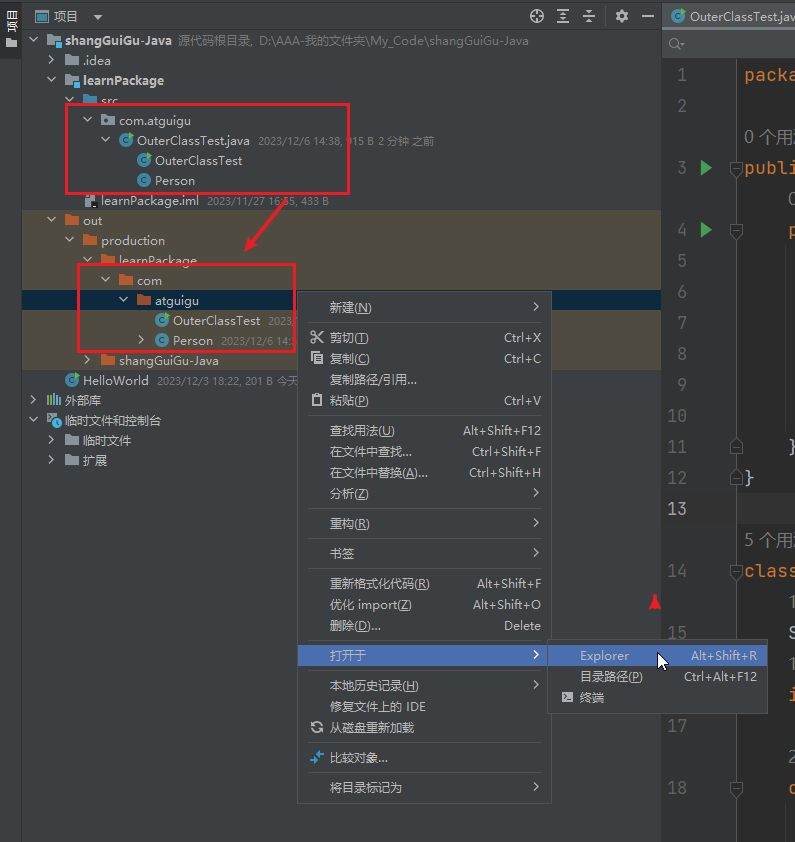 项目
项目
OuterClassTest.jav
shangGuiGu-Java 源代码根目录, D:\AAA-我的文件夹\My_Code\shangGuiGu-Java
.idea
learnPackage
src
com.atguigu
OuterClassTest.java 2023/12/6 14:38, 915 B 2 分钟 之前
OuterClassTest
Person
learnPackage.iml 2023/11/27 16:55, 433 B
out
production
learnPackage
com
atguigu
OuterClassTest 2023/
Person 2023/12/6 14:3
shangGuiGu-Java
HelloWorld 2023/12/3 18:22, 201 B 今天
外部库
临时文件和控制台
临时文件
扩展
新建(N)
剪切(T) Ctrl+X
复制(C) Ctrl+C
复制路径/引用...
粘贴(P) Ctrl+V
查找用法(U) Alt+Shift+F12
在文件中查找... Ctrl+Shift+F
在文件中替换(A)... Ctrl+Shift+H
分析(Z)
重构(R)
书签
重新格式化代码(R) Alt+Shift+F
优化 import(Z) Alt+Shift+O
删除(D)... Delete
打开于
本地历史记录(H)
修复文件上的 IDE
从磁盘重新加载
比较对象...
将目录标记为
Explorer Alt+Shift+R
目录路径(P) Ctrl+Alt+F12
终端
1 packa
2
0 个用
3 publi
4 p
5
6
7
8
9
10
11 }
12 }
13
5 个用
14 class
15 S
17
18